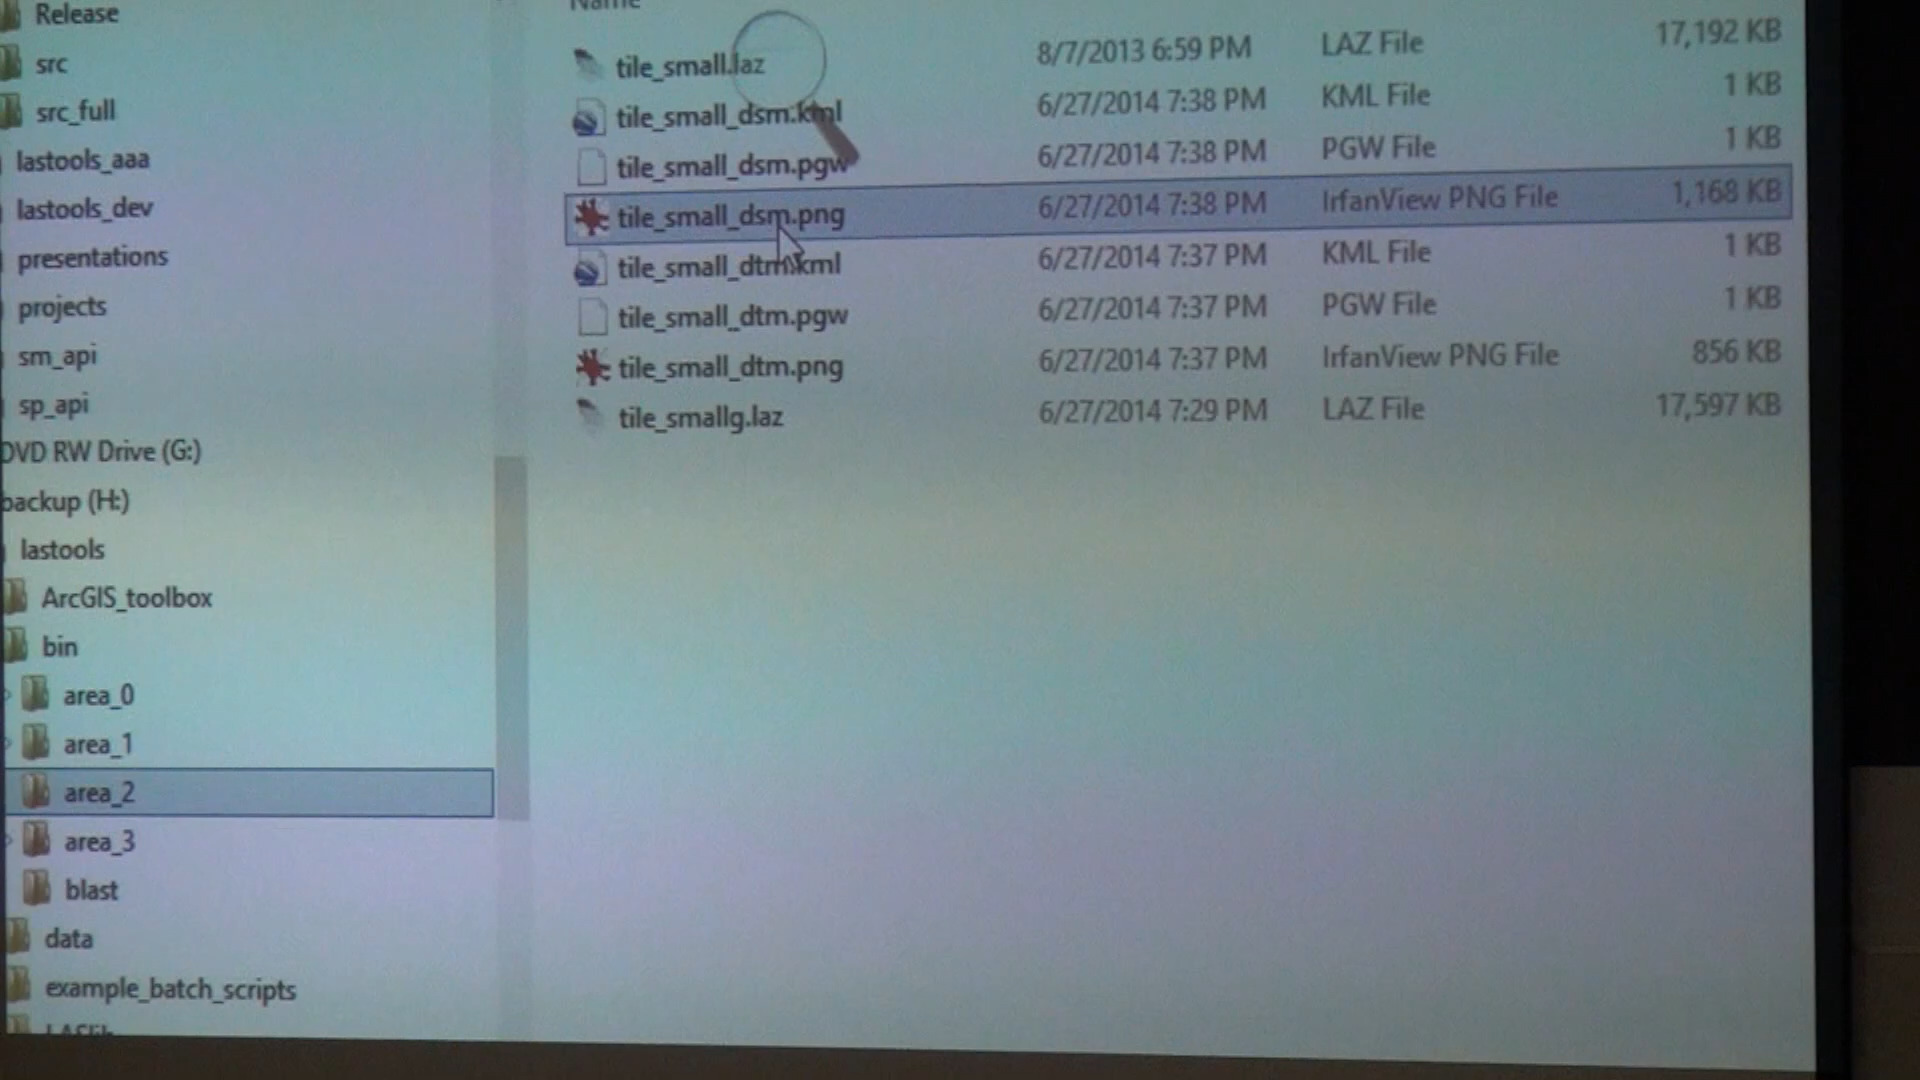 Release
src
src_full
lastools_aaa
lastools_dev
presentations
projects
sm_api
sp_api
DVD RW Drive (G:)
backup (H:)
lastools
ArcGIS_toolbox
bin
area_0
area_1
area_2
area_3
blast
data
example_batch_scripts
Name
tile_small.laz 8/7/2013 6:59 PM LAZ File 17,192 KB
tile_small_dsm.kml 6/27/2014 7:38 PM KML File 1 KB
tile_small_dsm.pgw 6/27/2014 7:38 PM PGW File 1 KB
tile_small_dsm.png 6/27/2014 7:38 PM IrfanView PNG File 1,168 KB
tile_small_dtm.kml 6/27/2014 7:37 PM KML File 1 KB
tile_small_dtm.pgw 6/27/2014 7:37 PM PGW File 1 KB
tile_small_dtm.png 6/27/2014 7:37 PM IrfanView PNG File 856 KB
tile_smallg.laz 6/27/2014 7:29 PM LAZ File 17,597 KB